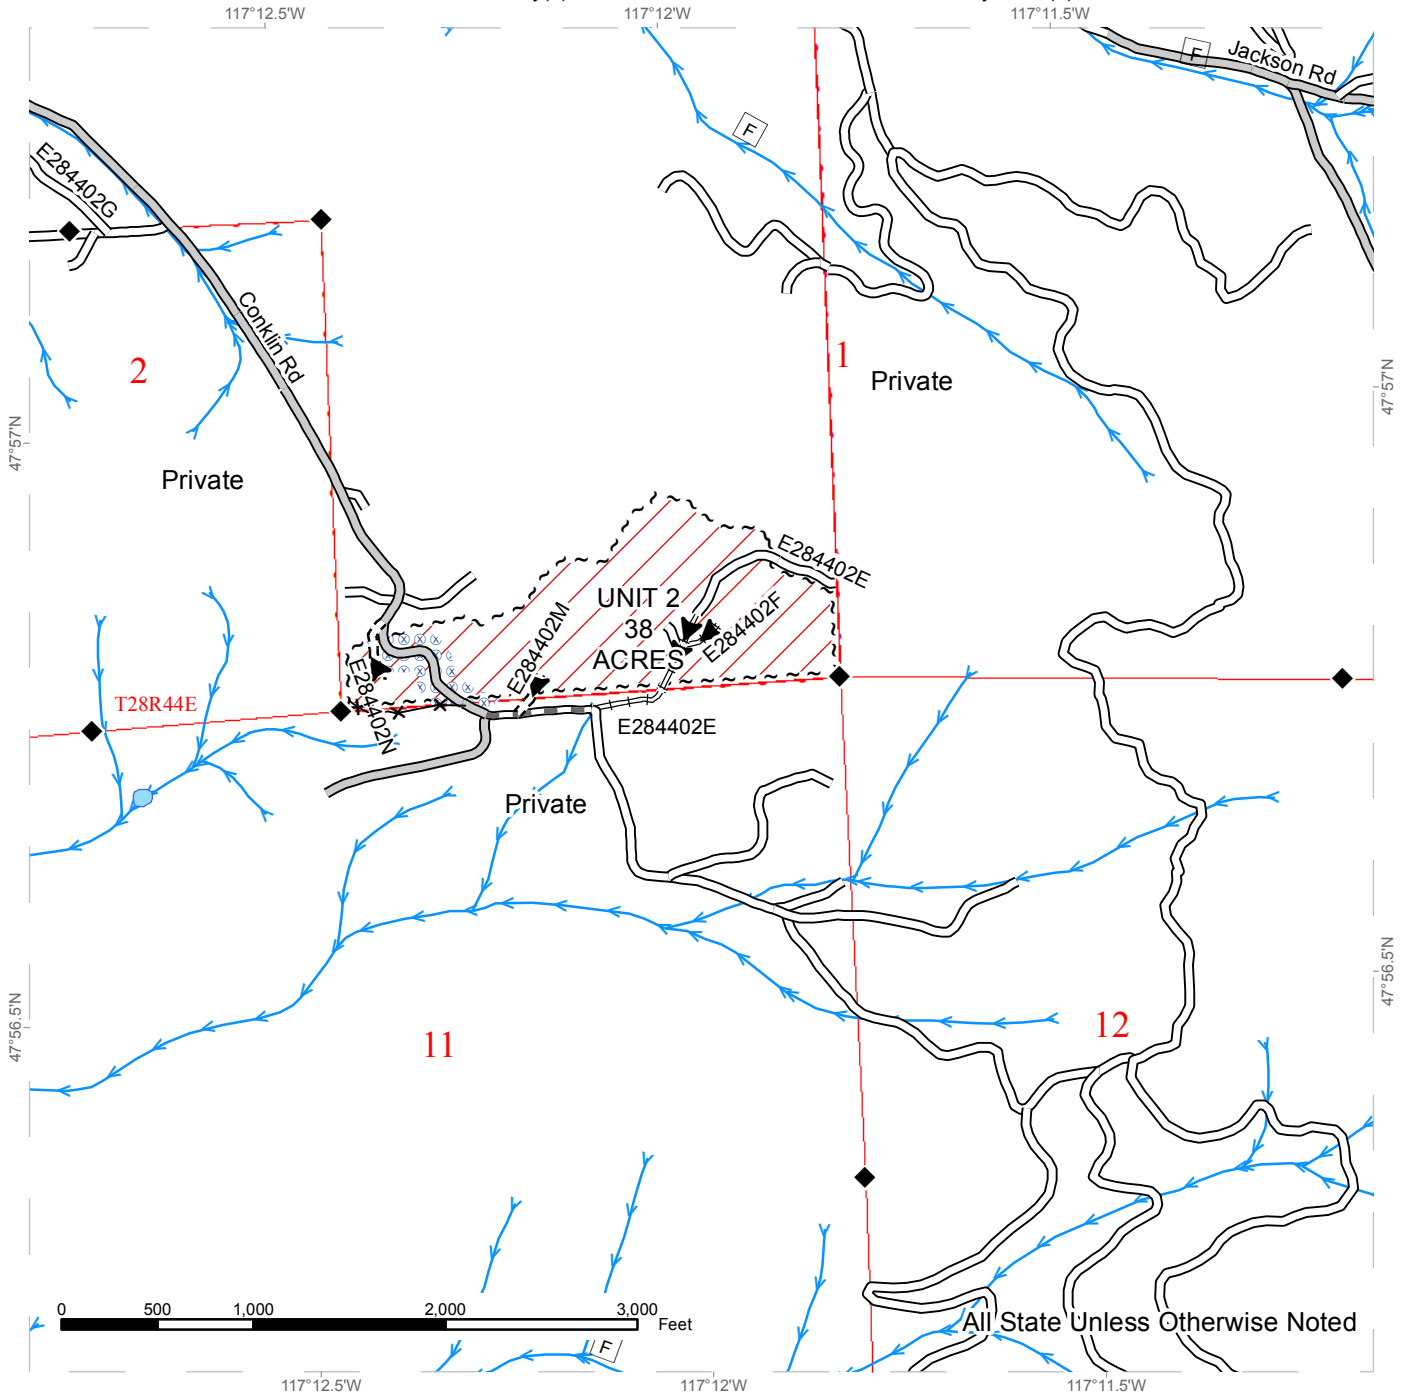 117°12.5'W
117°12'W
117°11.5'W
F
Jackson Rd
F
E284402G
Conklin Rd
2
1
Private
47°57'N
47°57'N
Private
E284402E
UNIT 2
38
ACRES
E284402M
E284402F
E284402N
T28R44E
E284402E
Private
47°56.5'N
47°56.5'N
11
12
0
500
1,000
2,000
3,000
Feet
F
All State Unless Otherwise Noted
117°12.5'W
117°12'W
117°11.5'W